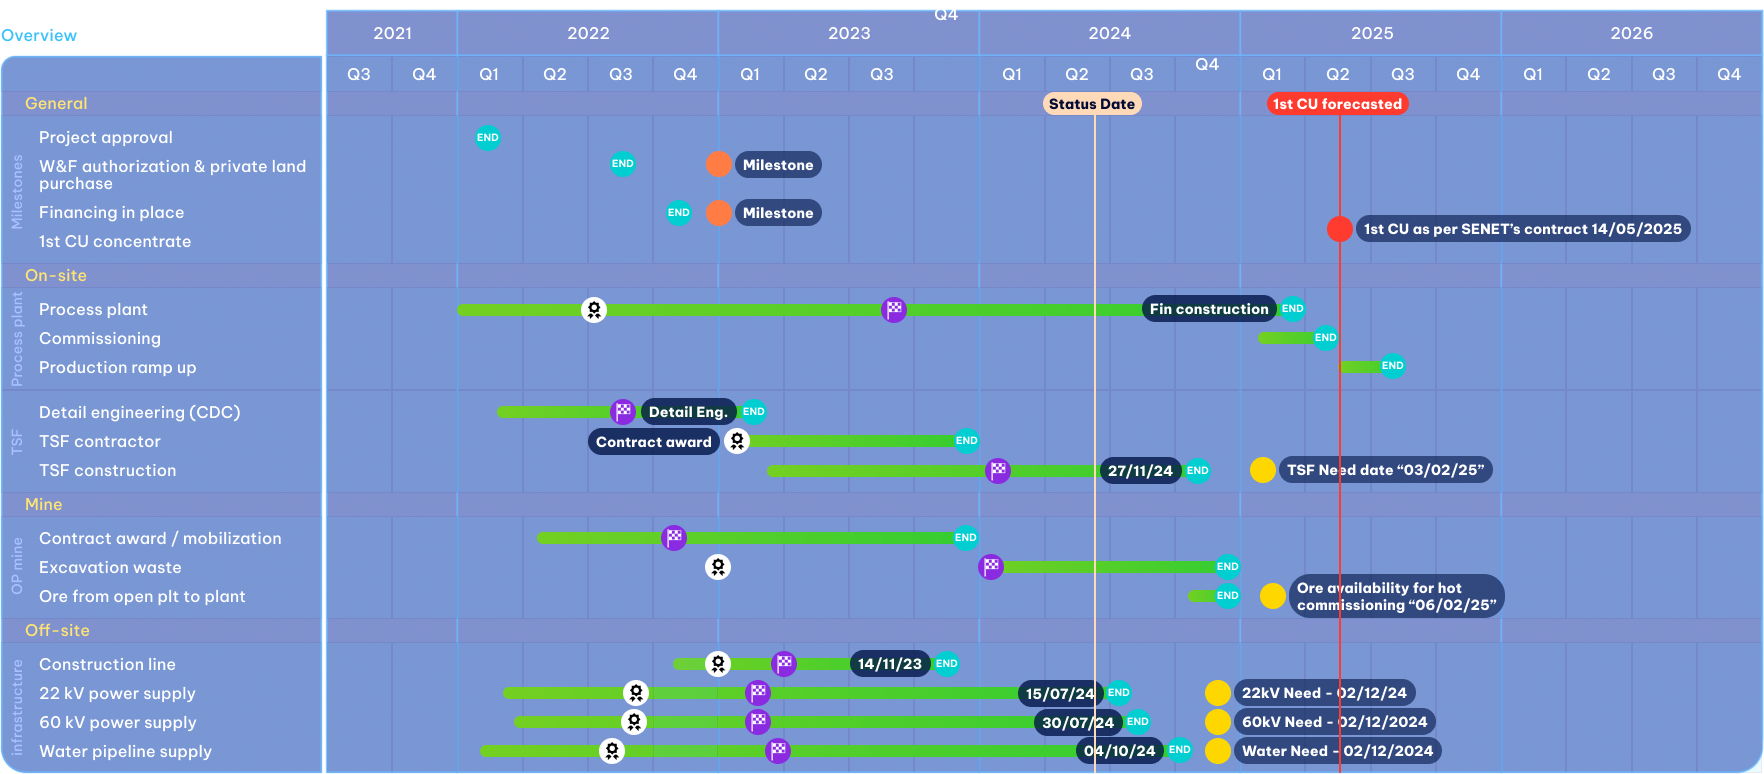 Q4
Overview
2021 2022 2023 2024 2025 2026
Q3 Q4 Q1 Q2 Q3 Q4 Q1 Q2 Q3 Q1 Q2 Q3 Q4 Q1 Q2 Q3 Q4 Q1 Q2 Q3 Q4
General Status Date 1st CU forecasted
Milestones
Project approval END
W&F authorization & private land
purchase
END Milestone
Financing in place END Milestone
1st CU concentrate 1st CU as per SENET’s contract 14/05/2025
On-site
Process plant
Process plant Fin construction END
Commissioning END
Production ramp up END
TSF
Detail engineering (CDC) Detail Eng. END
TSF contractor Contract award END
TSF construction 27/11/24 END TSF Need date “03/02/25”
Mine
OP mine
Contract award / mobilization END
Excavation waste END
Ore from open plt to plant END
Ore availability for hot
commissioning “06/02/25”
Off-site
infrastructure
Construction line 14/11/23 END
22 kV power supply 15/07/24 END 22kV Need - 02/12/24
60 kV power supply 30/07/24 END 60kV Need - 02/12/2024
Water pipeline supply 04/10/24 END Water Need - 02/12/2024